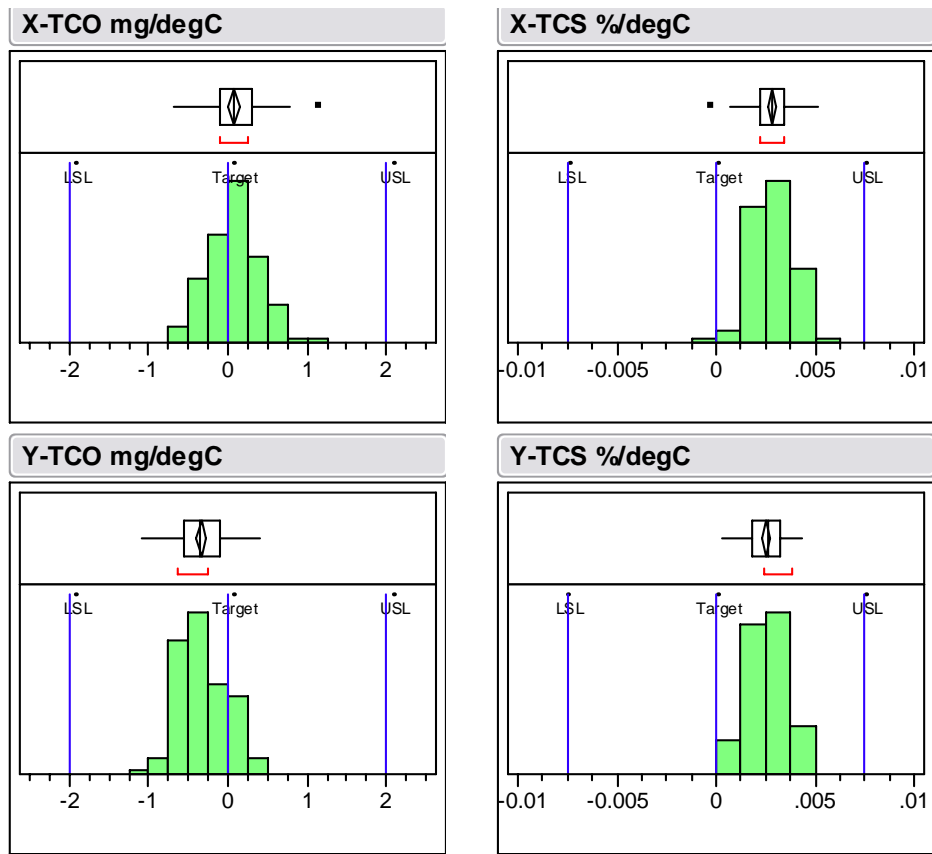 X-TCO mg/degC
LSL Target USL
-2 -1 0 1 2
X-TCS %/degC
LSL Target USL
-0.01 -0.005 0 .005 .01
Y-TCO mg/degC
LSL Target USL
-2 -1 0 1 2
Y-TCS %/degC
LSL Target USL
-0.01 -0.005 0 .005 .01